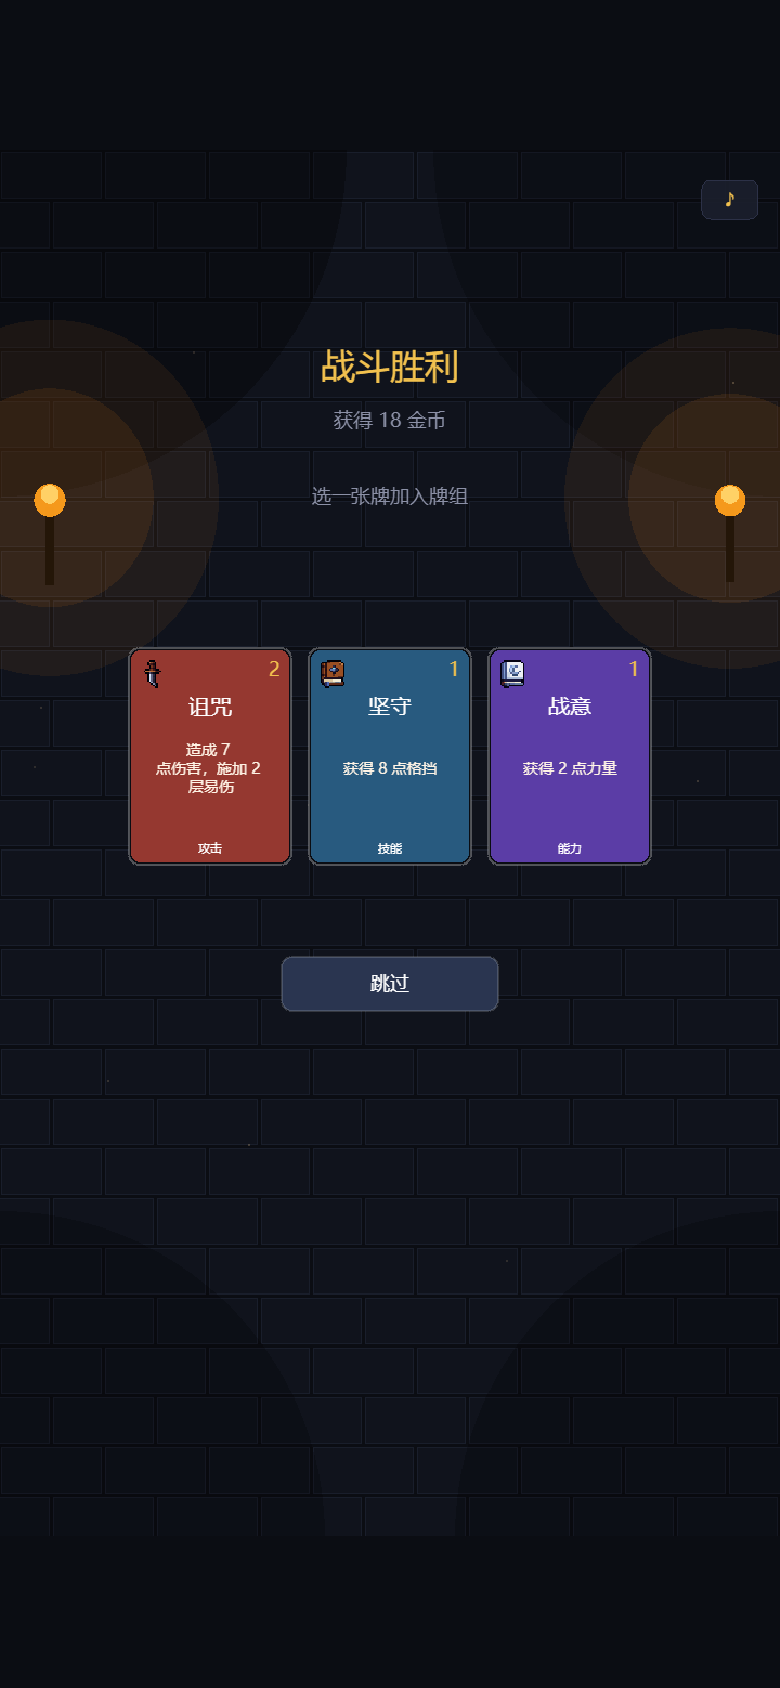 ♪
战斗胜利
获得 18 金币
选一张牌加入牌组
2
诅咒
造成 7
点伤害，施加 2
层易伤
攻击
1
坚守
获得 8 点格挡
技能
1
战意
获得 2 点力量
能力
跳过